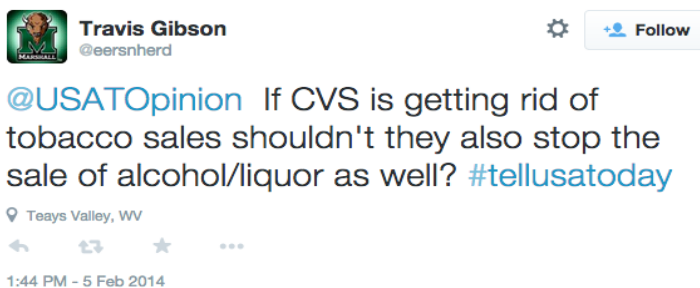 Travis Gibson
@eersnherd
Follow
MARSHALL
@USATOpinion If CVS is getting rid of
tobacco sales shouldn't they also stop the
sale of alcohol/liquor as well? #tellusatoday
Teays Valley, WV
1:44 PM - 5 Feb 2014